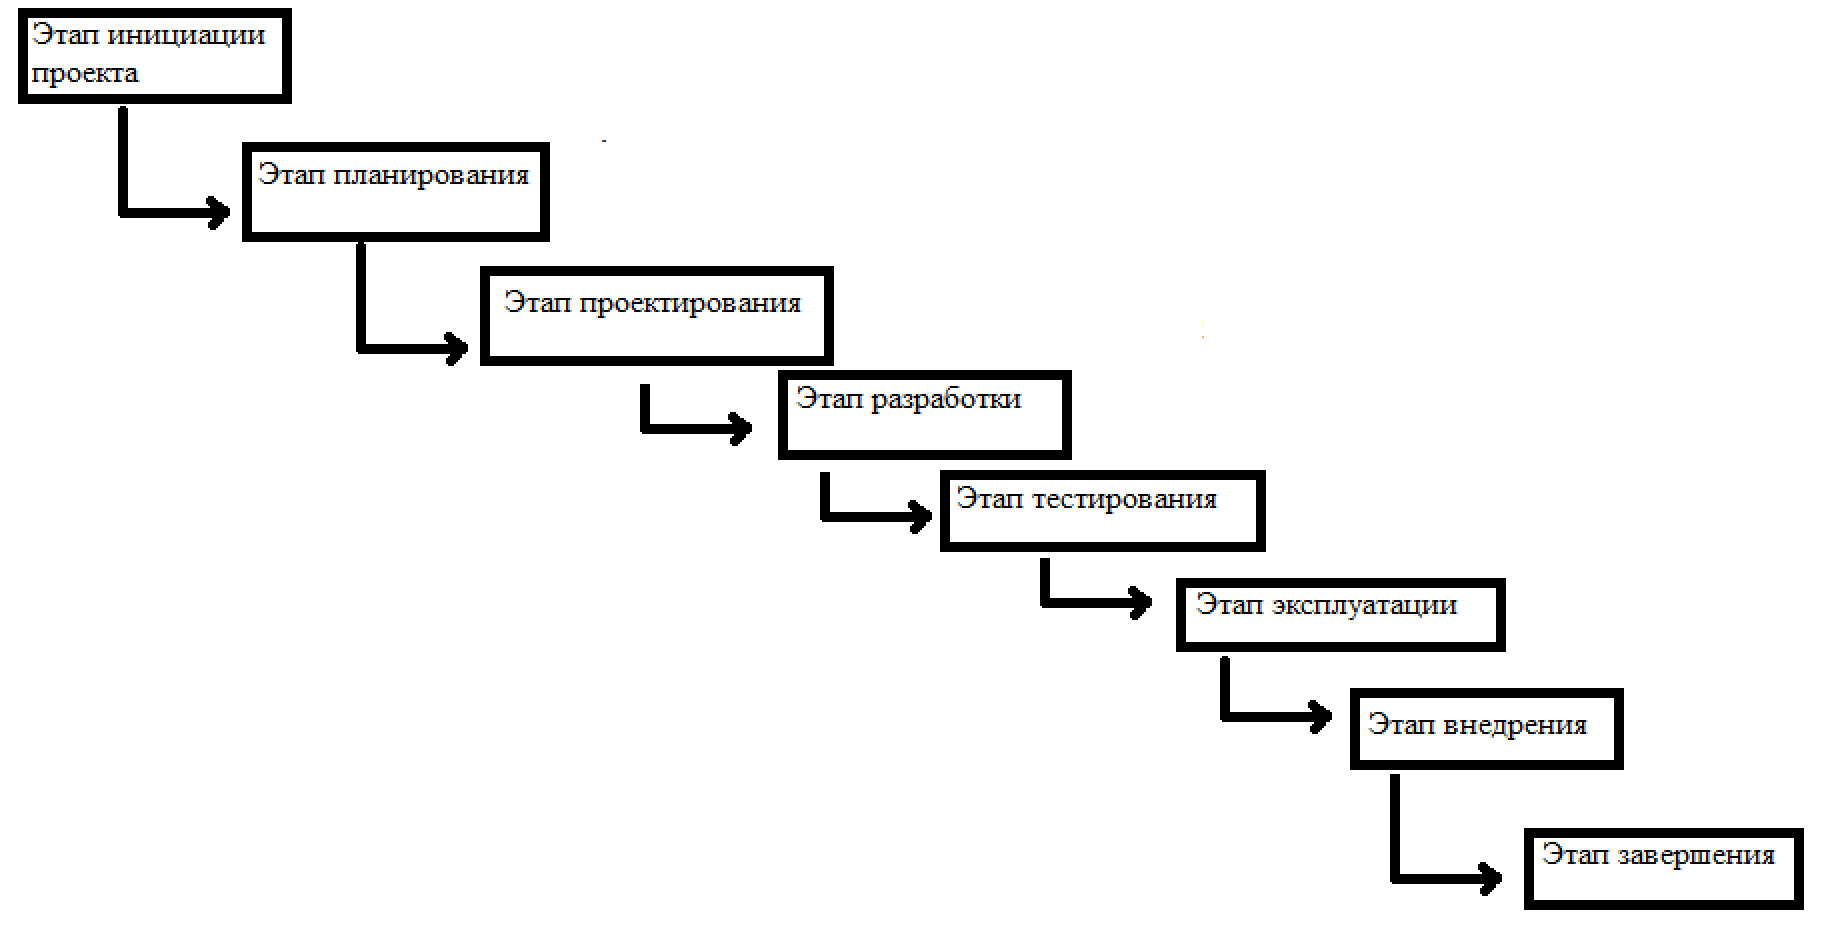 Этап инициации
проекта
Этап планирования
Этап проектирования
Этап разработки
Этап тестирования
Этап эксплуатации
Этап внедрения
Этап завершения